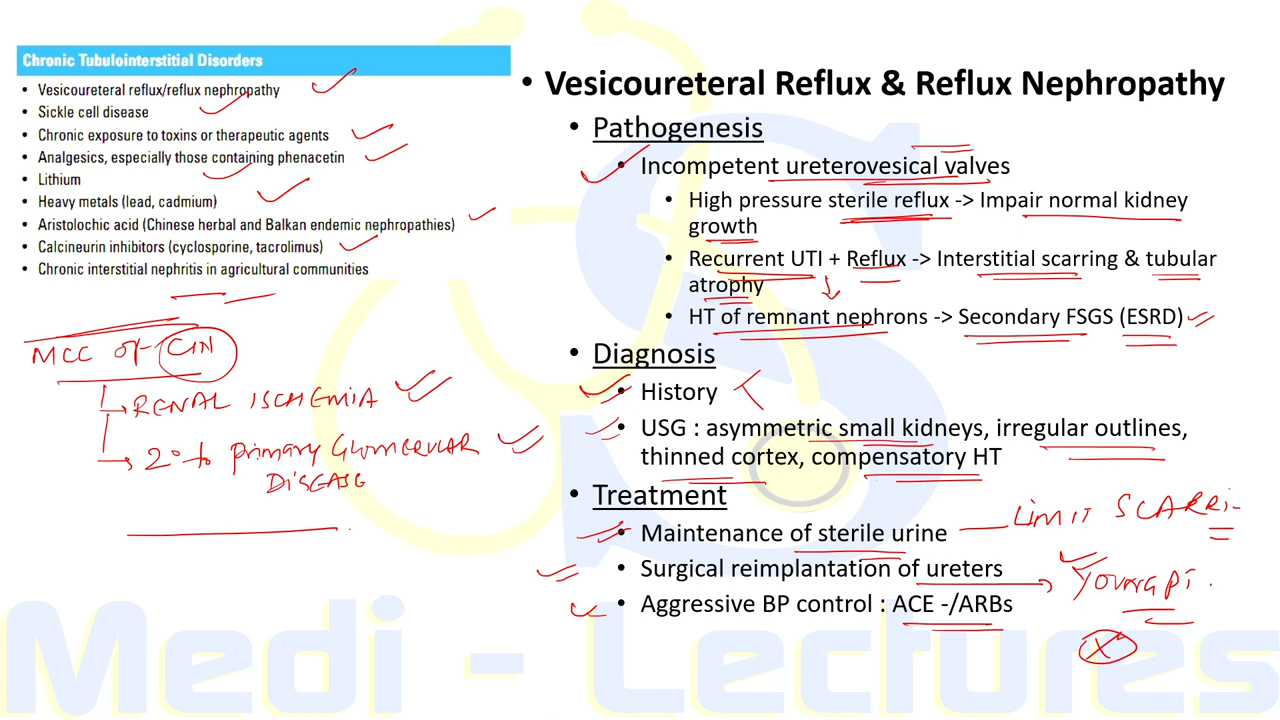 Chronic Tubulointerstitial Disorders
• Vesicoureteral reflux/reflux nephropathy
• Sickle cell disease
• Chronic exposure to toxins or therapeutic agents
• Analgesics, especially those containing phenacetin
• Lithium
• Heavy metals (lead, cadmium)
• Aristolochic acid (Chinese herbal and Balkan endemic nephropathies)
• Calcineurin inhibitors (cyclosporine, tacrolimus)
• Chronic interstitial nephritis in agricultural communities
MCC of CIN
RENAL ISCHEMIA
2° to Primary GLOMERULAR
DISEASE
• Vesicoureteral Reflux & Reflux Nephropathy
• Pathogenesis
• Incompetent ureterovesical valves
• High pressure sterile reflux -> Impair normal kidney
growth
• Recurrent UTI + Reflux -> Interstitial scarring & tubular
atrophy
• HT of remnant nephrons -> Secondary FSGS (ESRD)
• Diagnosis
• History
• USG : asymmetric small kidneys, irregular outlines,
thinned cortex, compensatory HT
• Treatment
• Maintenance of sterile urine
LIMIT SCARRI-
• Surgical reimplantation of ureters
YOUNG PT.
• Aggressive BP control : ACE -/ARBs
X
Medi - Lectures